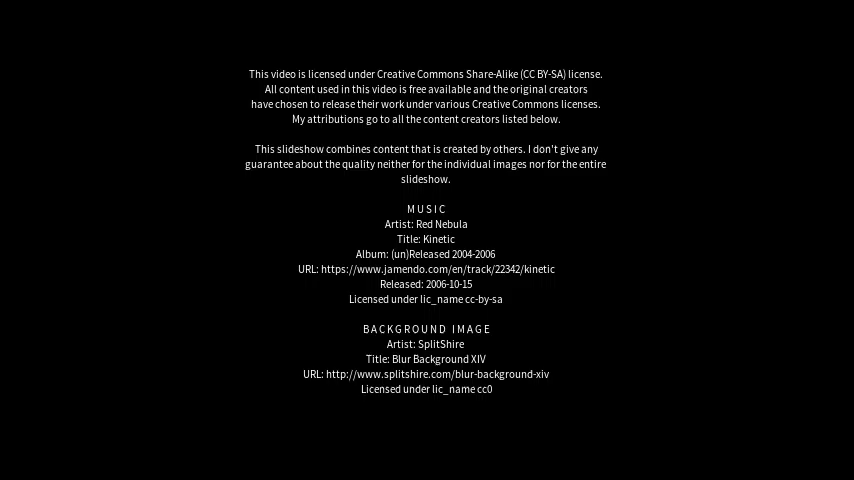 This video is licensed under Creative Commons Share-Alike (CC BY-SA) license.
All content used in this video is free available and the original creators
have chosen to release their work under various Creative Commons licenses.
My attributions go to all the content creators listed below.
This slideshow combines content that is created by others. I don't give any
guarantee about the quality neither for the individual images nor for the entire
slideshow.
MUSIC
Artist: Red Nebula
Title: Kinetic
Album: (un)Released 2004-2006
URL: https://www.jamendo.com/en/track/22342/kinetic
Released: 2006-10-15
Licensed under lic_name cc-by-sa
BACKGROUND IMAGE
Artist: SplitShire
Title: Blur Background XIV
URL: http://www.splitshire.com/blur-background-xiv
Licensed under lic_name cc0